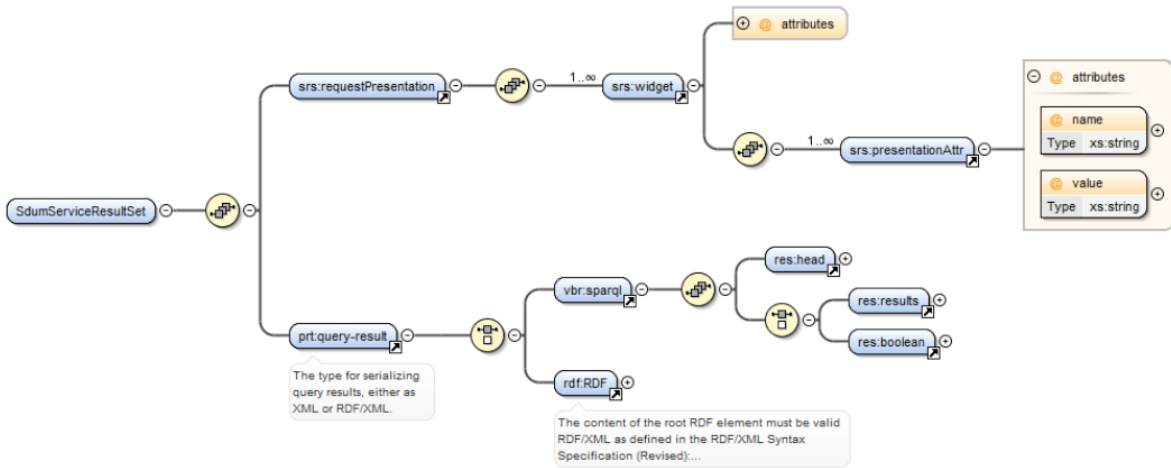 @ attributes
srs:requestPresentation
1..∞
srs:widget
@ attributes
@ name
Type xs:string
1..∞
srs:presentationAttr
@ value
Type xs:string
SdumServiceResultSet
res:head
vbr:sparql
res:results
prt:query-result
res:boolean
The type for serializing
query results, either as
XML or RDF/XML.
rdf:RDF
The content of the root RDF element must be valid
RDF/XML as defined in the RDF/XML Syntax
Specification (Revised):...